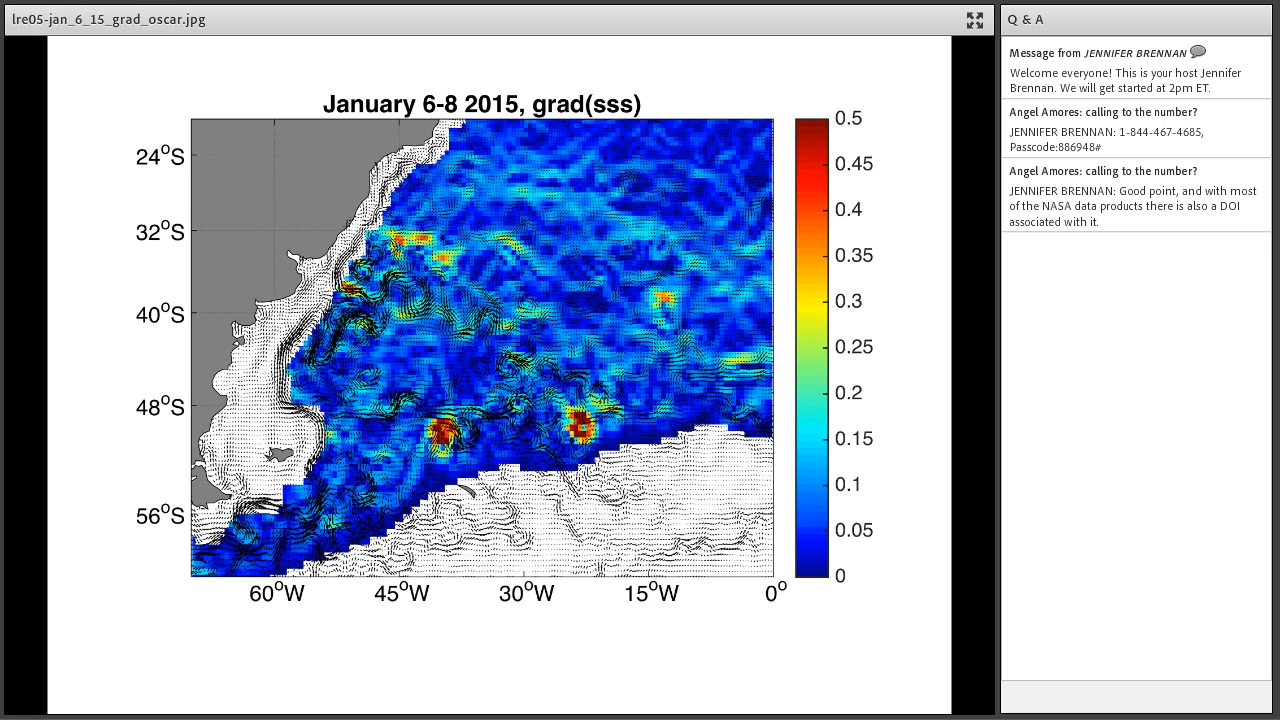 lre05-jan_6_15_grad_oscar.jpg
January 6-8 2015, grad(sss)
24°S
32°S
40°S
48°S
56°S
60°W
45°W
30°W
15°W
0°
0.5
0.45
0.4
0.35
0.3
0.25
0.2
0.15
0.1
0.05
0
Q & A
Message from JENNIFER BRENNAN
Welcome everyone! This is your host Jennifer
Brennan. We will get started at 2pm ET.
Angel Amores: calling to the number?
JENNIFER BRENNAN: 1-844-467-4685,
Passcode:886948#
Angel Amores: calling to the number?
JENNIFER BRENNAN: Good point, and with most
of the NASA data products there is also a DOI
associated with it.